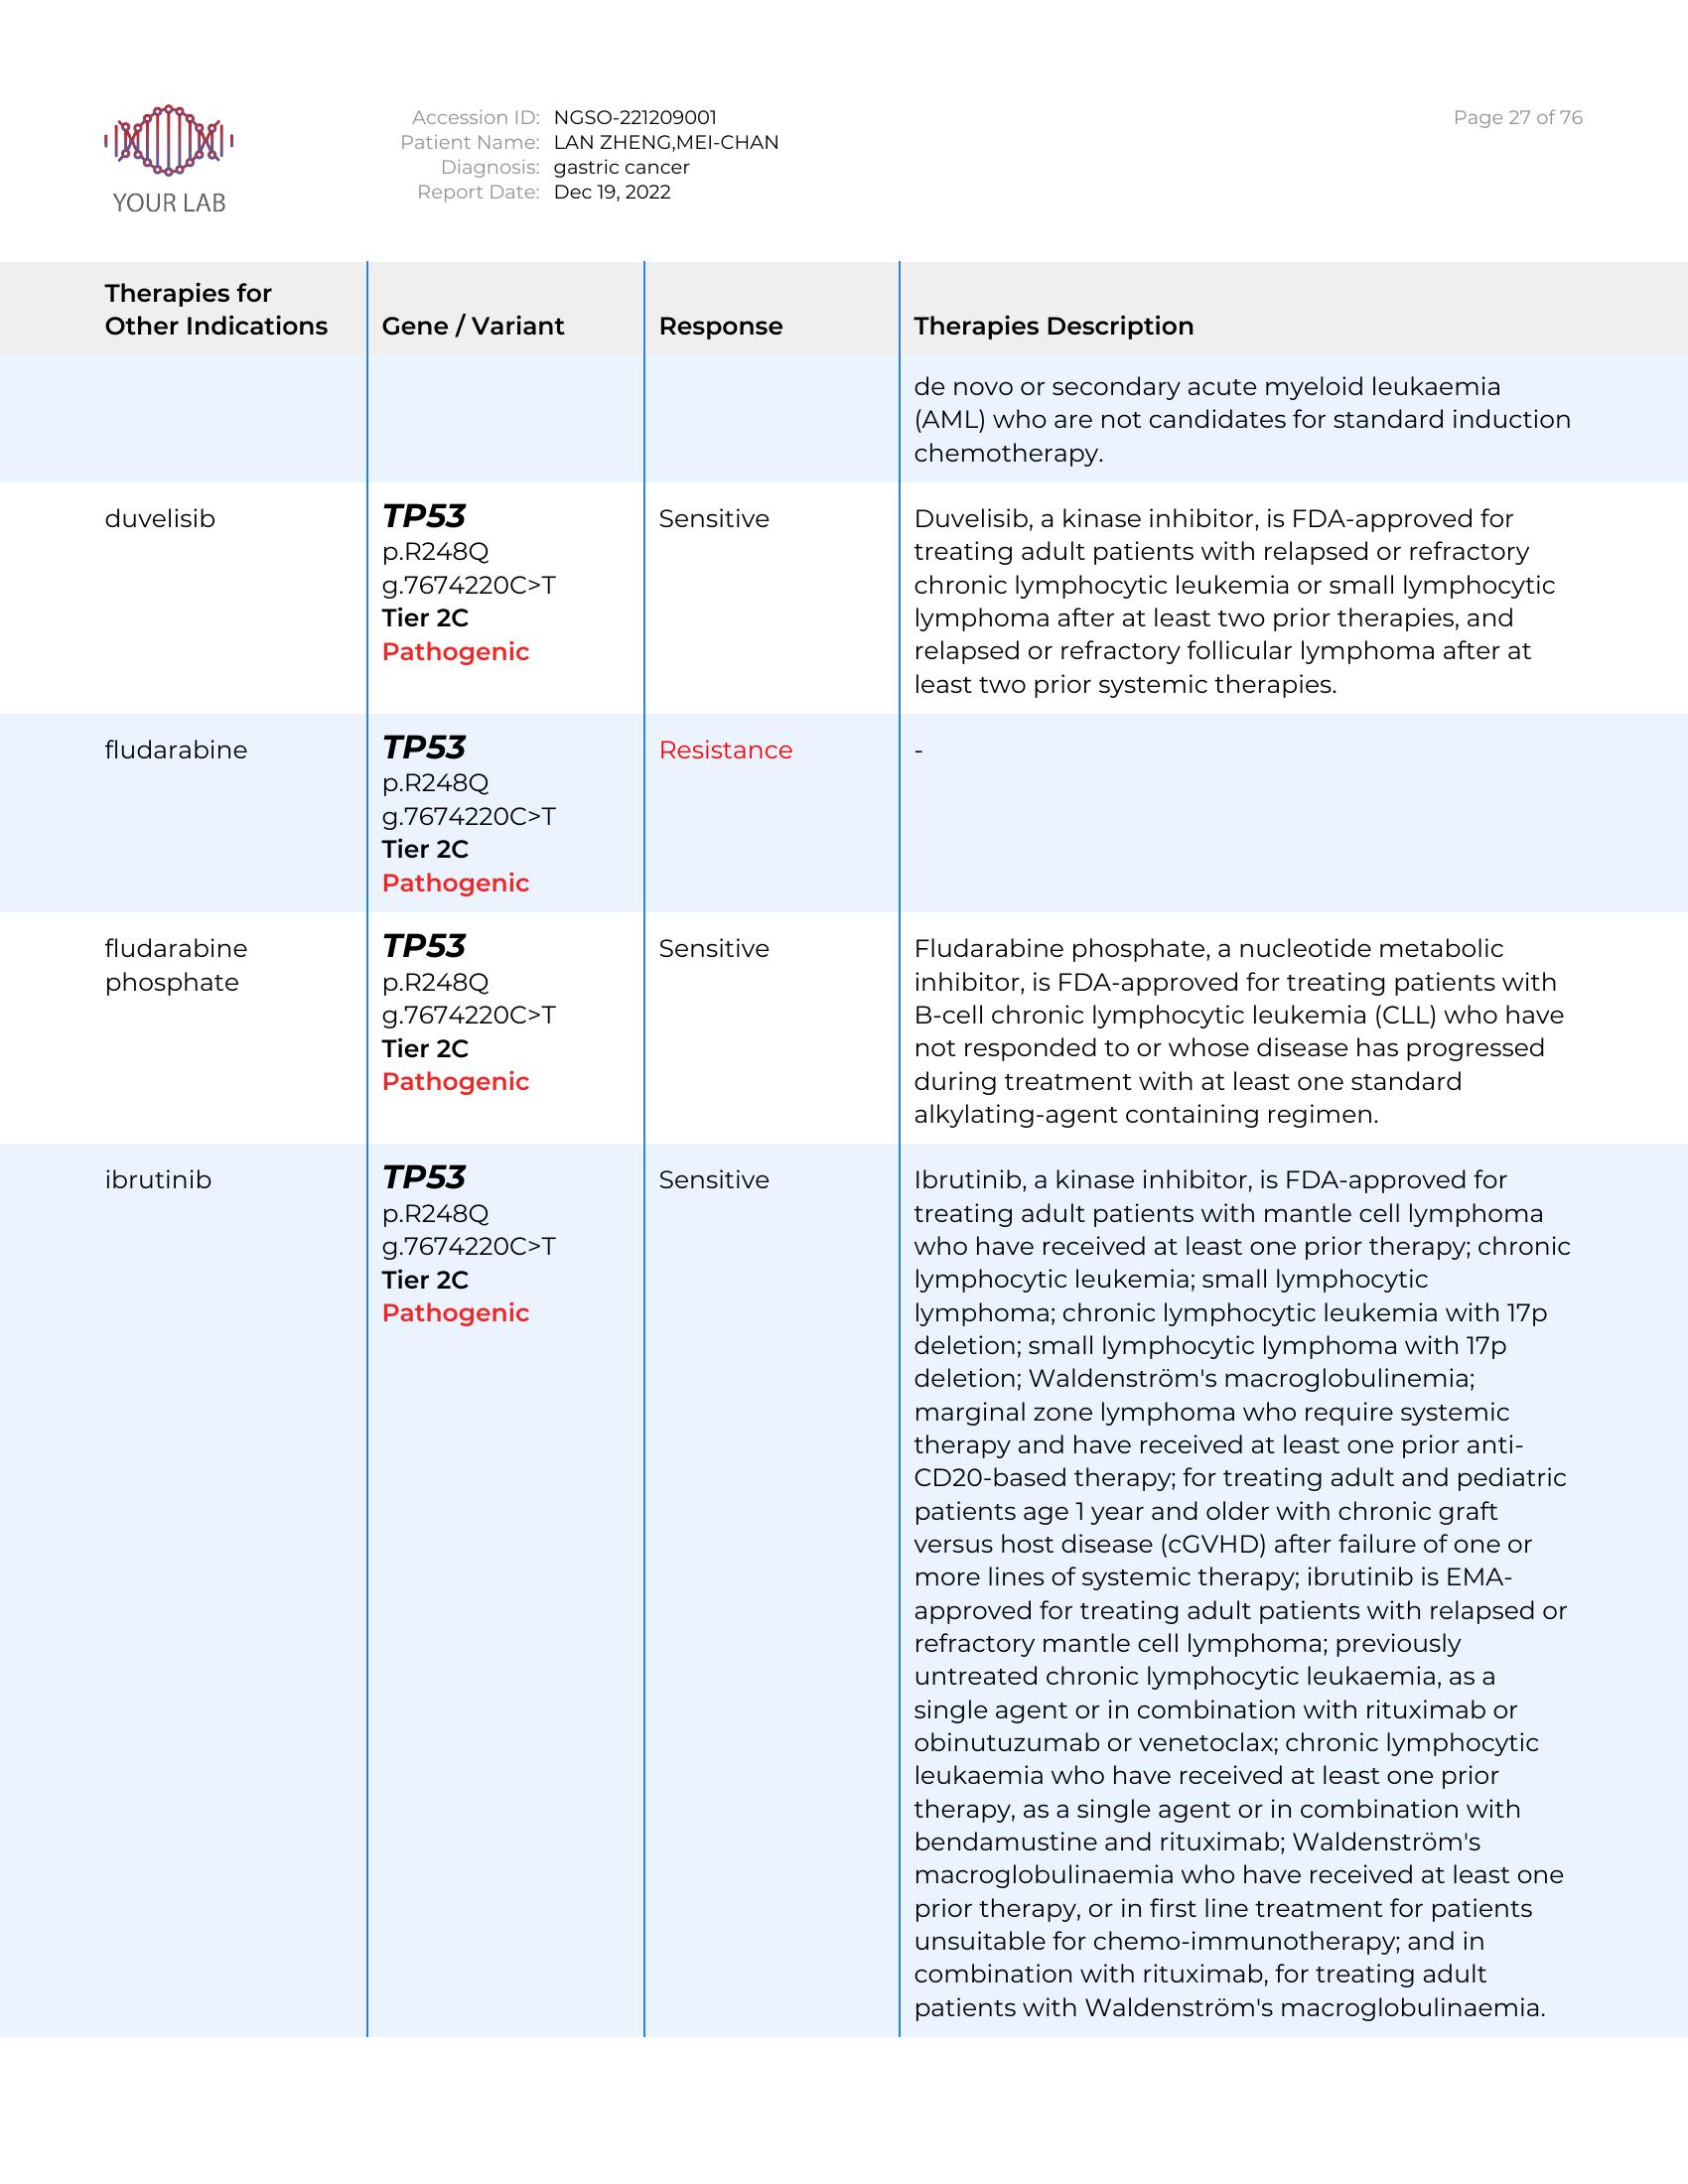 YOUR LAB
Accession ID: NGSO-221209001
Patient Name: LAN ZHENG,MEI-CHAN
Diagnosis: gastric cancer
Report Date: Dec 19, 2022
Page 27 of 76
Therapies for
Other Indications
Gene / Variant
Response
Therapies Description
de novo or secondary acute myeloid leukaemia
(AML) who are not candidates for standard induction
chemotherapy.
duvelisib
TP53
p.R248Q
g.7674220C>T
Tier 2C
Pathogenic
Sensitive
Duvelisib, a kinase inhibitor, is FDA-approved for
treating adult patients with relapsed or refractory
chronic lymphocytic leukemia or small lymphocytic
lymphoma after at least two prior therapies, and
relapsed or refractory follicular lymphoma after at
least two prior systemic therapies.
fludarabine
TP53
p.R248Q
g.7674220C>T
Tier 2C
Pathogenic
Resistance
-
fludarabine
phosphate
TP53
p.R248Q
g.7674220C>T
Tier 2C
Pathogenic
Sensitive
Fludarabine phosphate, a nucleotide metabolic
inhibitor, is FDA-approved for treating patients with
B-cell chronic lymphocytic leukemia (CLL) who have
not responded to or whose disease has progressed
during treatment with at least one standard
alkylating-agent containing regimen.
ibrutinib
TP53
p.R248Q
g.7674220C>T
Tier 2C
Pathogenic
Sensitive
Ibrutinib, a kinase inhibitor, is FDA-approved for
treating adult patients with mantle cell lymphoma
who have received at least one prior therapy; chronic
lymphocytic leukemia; small lymphocytic
lymphoma; chronic lymphocytic leukemia with 17p
deletion; small lymphocytic lymphoma with 17p
deletion; Waldenström's macroglobulinemia;
marginal zone lymphoma who require systemic
therapy and have received at least one prior anti-
CD20-based therapy; for treating adult and pediatric
patients age 1 year and older with chronic graft
versus host disease (cGVHD) after failure of one or
more lines of systemic therapy; ibrutinib is EMA-
approved for treating adult patients with relapsed or
refractory mantle cell lymphoma; previously
untreated chronic lymphocytic leukaemia, as a
single agent or in combination with rituximab or
obinutuzumab or venetoclax; chronic lymphocytic
leukaemia who have received at least one prior
therapy, as a single agent or in combination with
bendamustine and rituximab; Waldenström's
macroglobulinaemia who have received at least one
prior therapy, or in first line treatment for patients
unsuitable for chemo-immunotherapy; and in
combination with rituximab, for treating adult
patients with Waldenström's macroglobulinaemia.